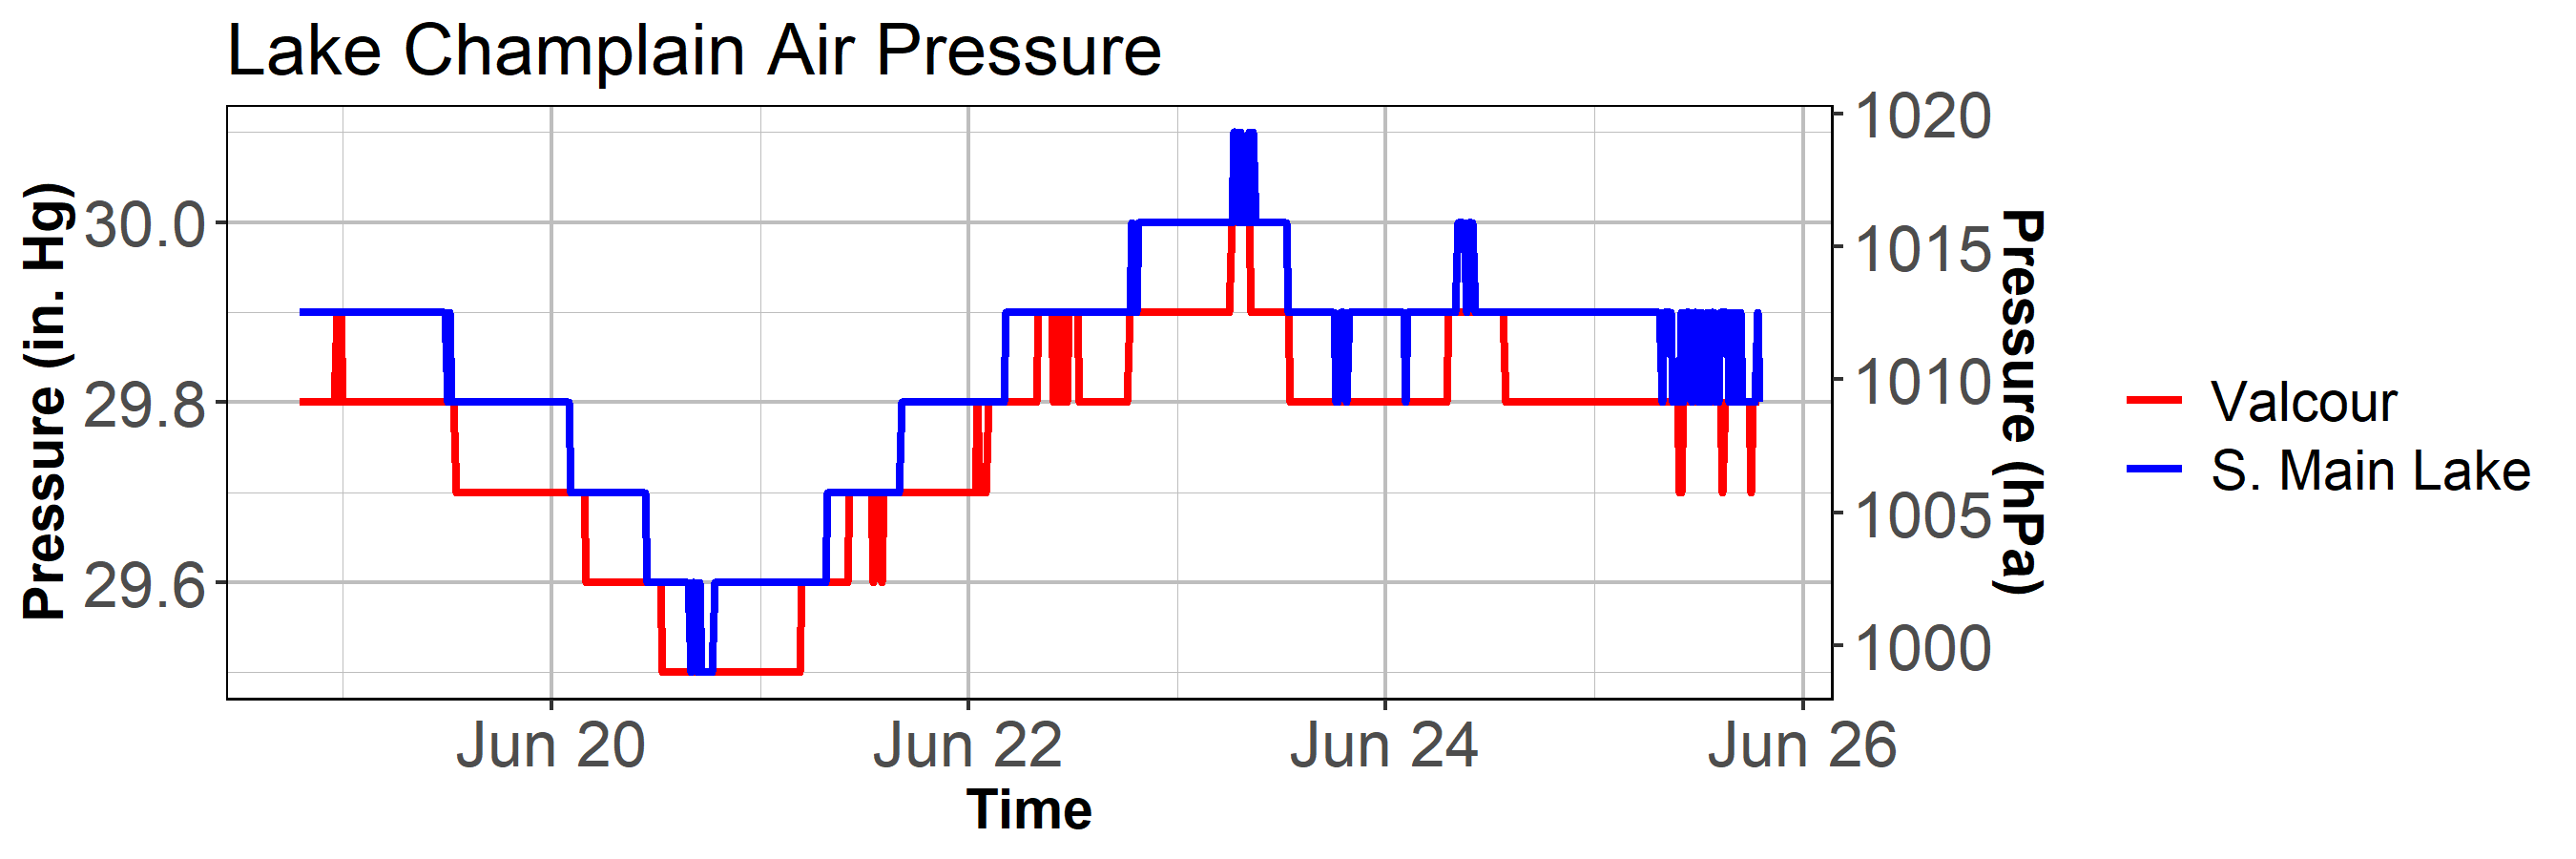 Lake Champlain Air Pressure
Pressure (in. Hg)
30.0
29.8
29.6
1020
1015
1010
1005
1000
Pressure (hPa)
Jun 20
Jun 22
Jun 24
Jun 26
Time
Valcour
S. Main Lake